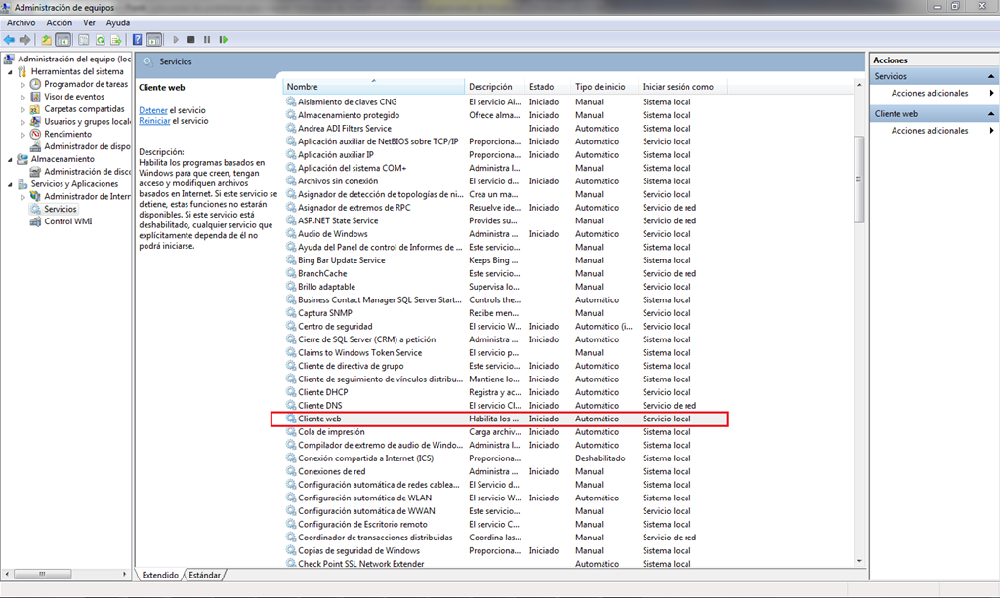 Administración de equipos
Archivo Acción Ver Ayuda
Administración del equipo (loc
Herramientas del sistema
Programador de tareas
Visor de eventos
Carpetas compartidas
Usuarios y grupos locale
Rendimiento
Administrador de dispo
Almacenamiento
Administración de disco
Servicios y Aplicaciones
Administrador de Intern
Servicios
Control WMI
Servicios
Cliente web
Detener el servicio
Reiniciar el servicio
Descripción:
Habilita los programas basados en
Windows para que creen, tengan
acceso y modifiquen archivos
basados en Internet. Si este servicio se
detiene, estas funciones no estarán
disponibles. Si este servicio está
deshabilitado, cualquier servicio que
explícitamente dependa de él no
podrá iniciarse.
Nombre Descripción Estado Tipo de inicio Iniciar sesión como
Aislamiento de claves CNG El servicio Ai... Iniciado Manual Sistema local
Almacenamiento protegido Ofrece alma... Iniciado Manual Sistema local
Andrea ADI Filters Service Iniciado Automático Sistema local
Aplicación auxiliar de NetBIOS sobre TCP/IP Proporciona... Iniciado Automático Servicio local
Aplicación auxiliar IP Proporciona... Iniciado Automático Sistema local
Aplicación del sistema COM+ Administra l... Manual Sistema local
Archivos sin conexión El servicio d... Iniciado Automático Sistema local
Asignador de detección de topologías de ni... Crea un ma... Manual Servicio local
Asignador de extremos de RPC Resuelve ide... Iniciado Automático Servicio de red
ASP.NET State Service Provides su... Manual Servicio de red
Audio de Windows Administra ... Iniciado Automático Servicio local
Ayuda del Panel de control de Informes de ... Este servicio... Manual Sistema local
Bing Bar Update Service Keeps Bing ... Manual Sistema local
BranchCache Este servicio... Manual Servicio de red
Brillo adaptable Supervisa lo... Manual Servicio local
Business Contact Manager SQL Server Start... Controls the... Automático Sistema local
Captura SNMP Recibe men... Manual Servicio local
Centro de seguridad El servicio W... Iniciado Automático (i... Servicio local
Cierre de SQL Server (CRM) a petición Administra ... Iniciado Automático Sistema local
Claims to Windows Token Service El servicio p... Manual Sistema local
Cliente de directiva de grupo Este servicio... Iniciado Automático Sistema local
Cliente de seguimiento de vínculos distribu... Mantiene lo... Iniciado Automático Sistema local
Cliente DHCP Registra y ac... Iniciado Automático Servicio local
Cliente DNS El servicio Cl... Iniciado Automático Servicio de red
Cliente web Habilita los ... Iniciado Automático Servicio local
Cola de impresión Carga archiv... Iniciado Automático Sistema local
Compilador de extremo de audio de Windo... Administra l... Iniciado Automático Sistema local
Conexión compartida a Internet (ICS) Proporciona... Deshabilitado Sistema local
Conexiones de red Administra ... Iniciado Manual Sistema local
Configuración automática de redes cablea... El Servicio d... Manual Sistema local
Configuración automática de WLAN El servicio W... Iniciado Automático Sistema local
Configuración automática de WWAN Este servicio... Manual Servicio local
Configuración de Escritorio remoto El servicio C... Manual Sistema local
Coordinador de transacciones distribuidas Coordina las... Manual Servicio de red
Copias de seguridad de Windows Proporciona... Iniciado Manual Sistema local
Check Point SSL Network Extender Automático Sistema local
Extendido Estándar
Acciones
Servicios
Acciones adicionales
Cliente web
Acciones adicionales